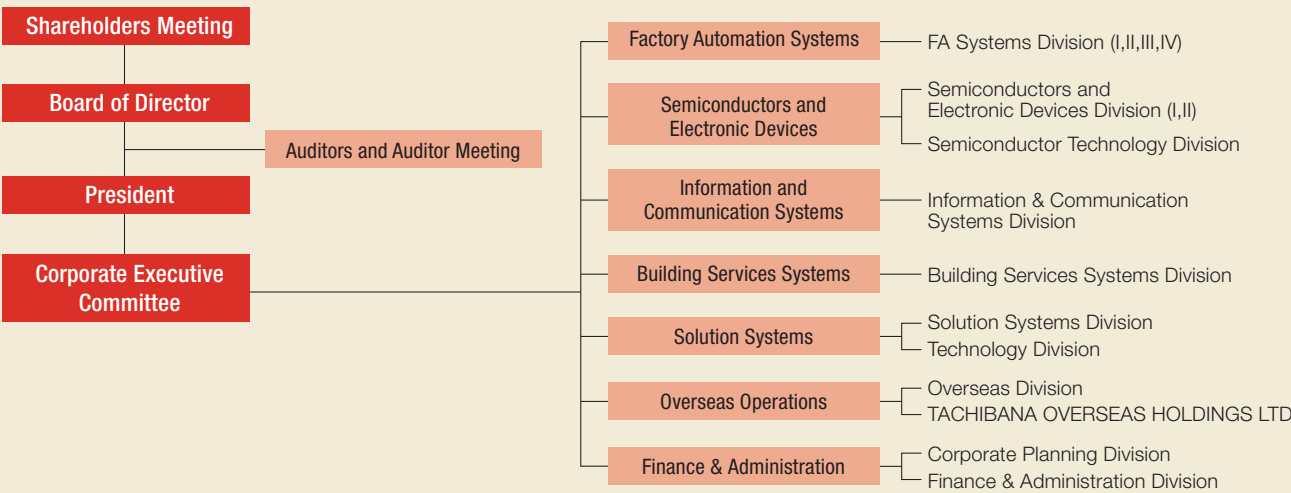 Shareholders Meeting
Board of Director
Auditors and Auditor Meeting
President
Corporate Executive
Committee
Factory Automation Systems
FA Systems Division (I,II,III,IV)
Semiconductors and
Electronic Devices
Semiconductors and
Electronic Devices Division (I,II)
Semiconductor Technology Division
Information and
Communication Systems
Information & Communication
Systems Division
Building Services Systems
Building Services Systems Division
Solution Systems
Solution Systems Division
Technology Division
Overseas Operations
Overseas Division
TACHIBANA OVERSEAS HOLDINGS LTD
Finance & Administration
Corporate Planning Division
Finance & Administration Division